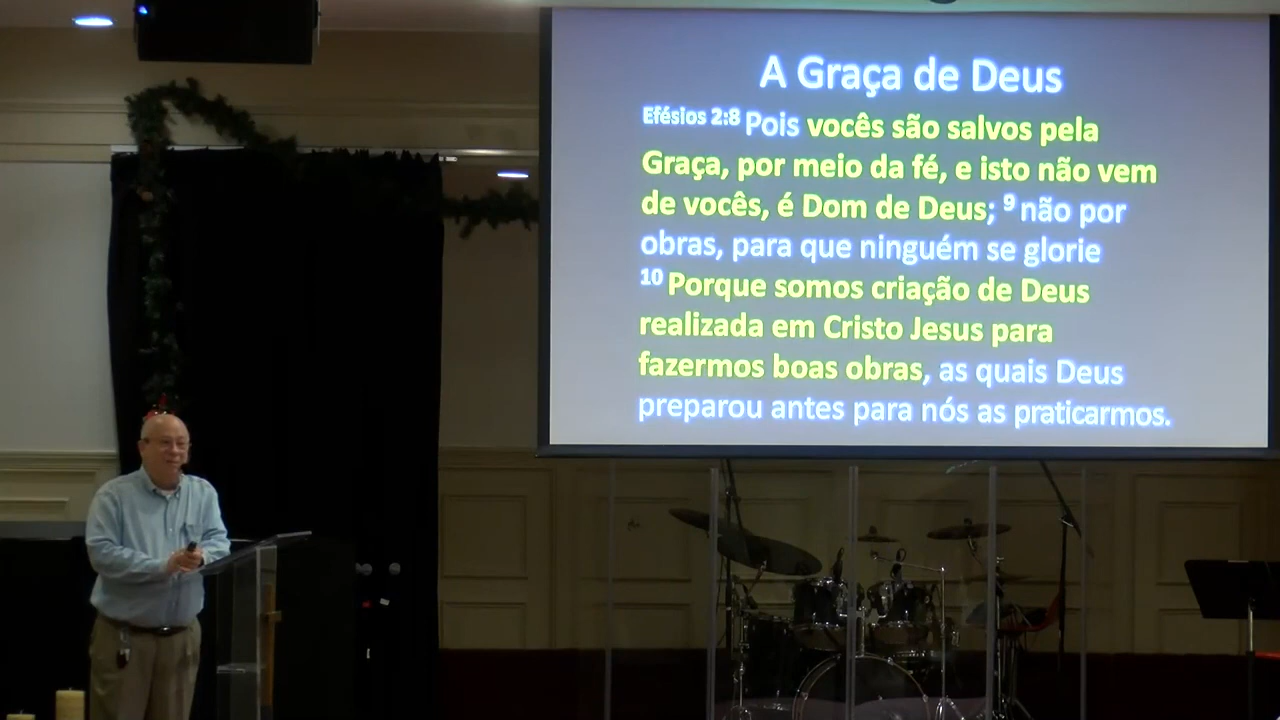 A Graça de Deus
Efésios 2:8 Pois vocês são salvos pela
Graça, por meio da fé, e isto não vem
de vocês, é Dom de Deus; 9 não por
obras, para que ninguém se glorie
10 Porque somos criação de Deus
realizada em Cristo Jesus para
fazermos boas obras, as quais Deus
preparou antes para nós as praticarmos.